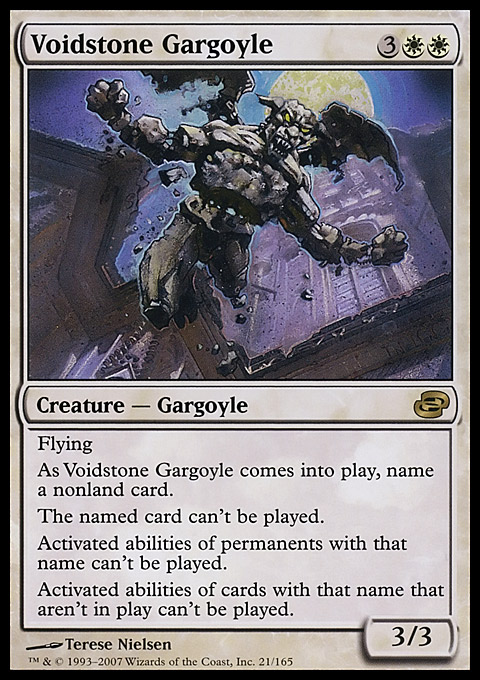 Voidstone Gargoyle 3
Creature — Gargoyle
Flying
As Voidstone Gargoyle comes into play, name
a nonland card.
The named card can't be played.
Activated abilities of permanents with that
name can't be played.
Activated abilities of cards with that name that
aren't in play can't be played.
3/3
Terese Nielsen
™ & © 1993–2007 Wizards of the Coast, Inc. 21/165